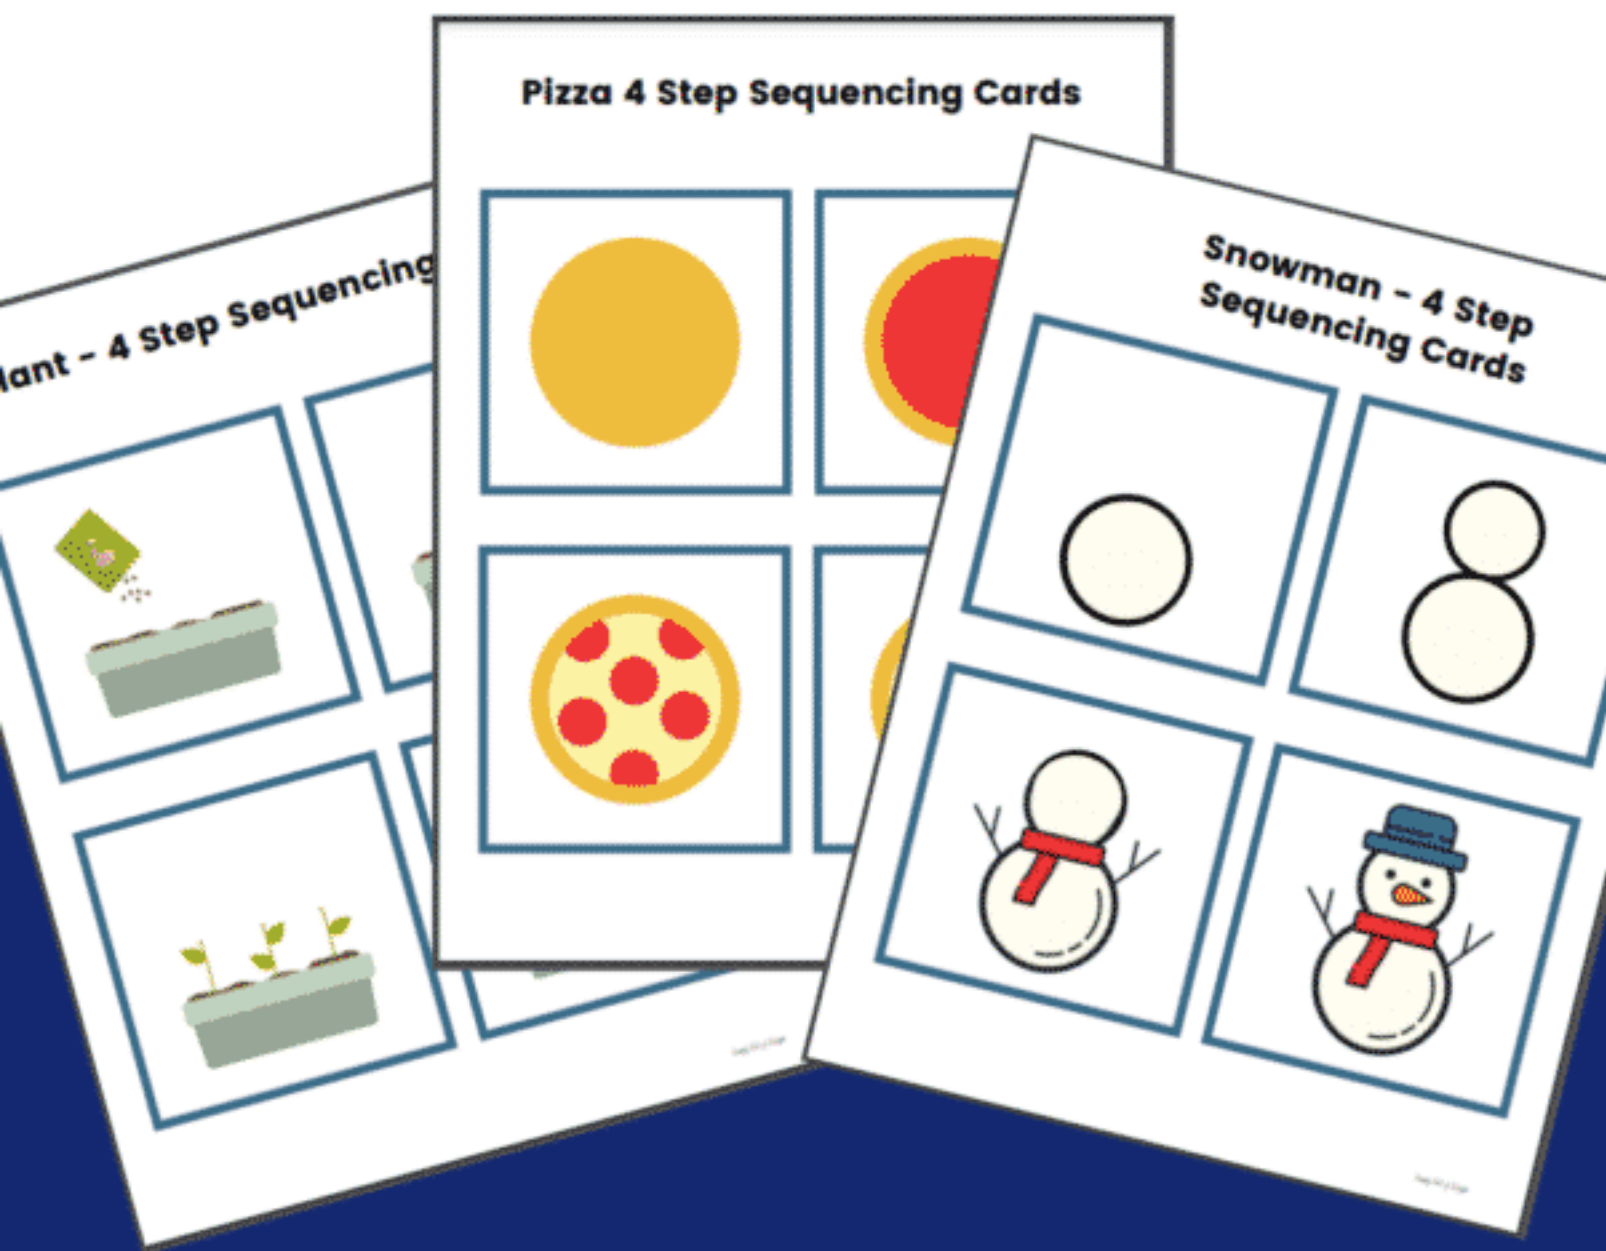 Pizza 4 Step Sequencing Cards
lant - 4 Step Sequencing
Snowman - 4 Step
Sequencing Cards